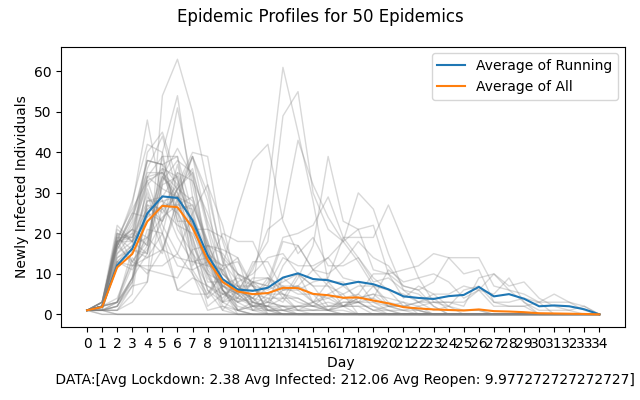 Epidemic Profiles for 50 Epidemics
Average of Running
Average of All
Newly Infected Individuals
60
50
40
30
20
10
0
0 1 2 3 4 5 6 7 8 9 10 11 12 13 14 15 16 17 18 19 20 21 22 23 24 25 26 27 28 29 30 31 32 33 34
Day
DATA:[Avg Lockdown: 2.38 Avg Infected: 212.06 Avg Reopen: 9.977272727272727]